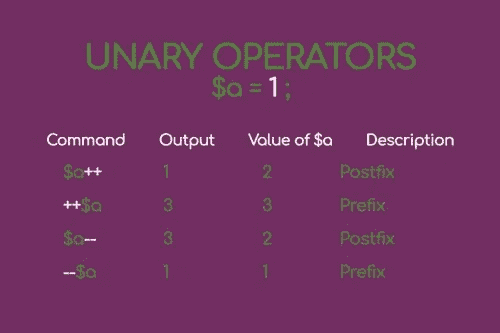 UNARY OPERATORS
$a = 1 ;
Command Output Value of $a Description
$a++ 1 2 Postfix
++$a 3 3 Prefix
$a-- 3 2 Postfix
--$a 1 1 Prefix